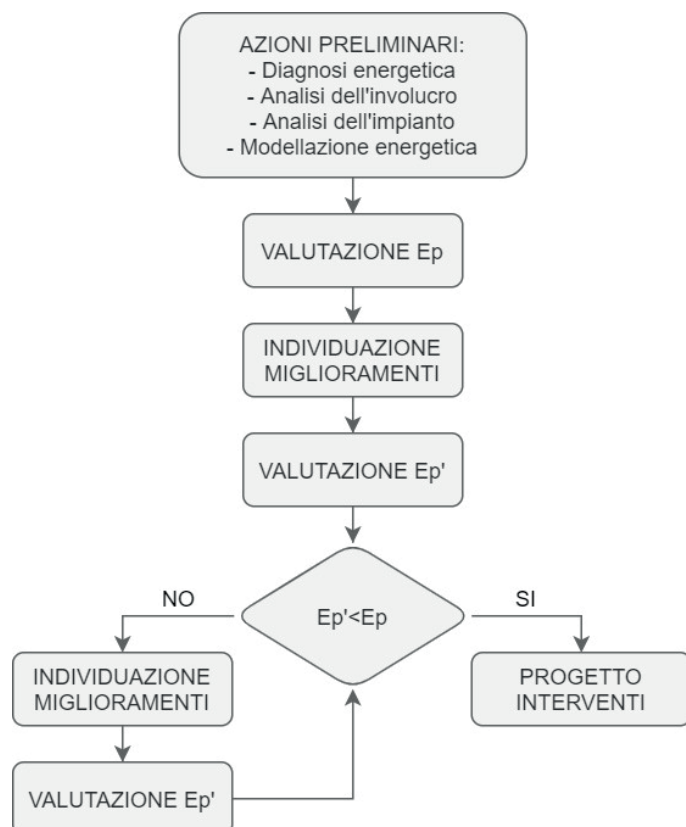 AZIONI PRELIMINARI:
- Diagnosi energetica
- Analisi dell'involucro
- Analisi dell'impianto
- Modellazione energetica
VALUTAZIONE Ep
INDIVIDUAZIONE
MIGLIORAMENTI
VALUTAZIONE Ep'
Ep'<Ep
NO
SI
INDIVIDUAZIONE
MIGLIORAMENTI
PROGETTO
INTERVENTI
VALUTAZIONE Ep'